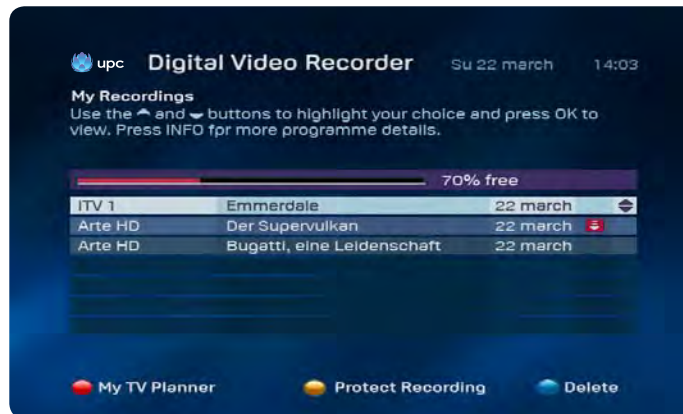 upc Digital Video Recorder Su 22 march 14:03
My Recordings
Use the and buttons to highlight your choice and press OK to
view. Press INFO fpr more programme details.
70% free
ITV 1 Emmerdale 22 march
Arte HD Der Supervulkan 22 march
Arte HD Bugatti, eine Leidenschaft 22 march
My TV Planner Protect Recording Delete